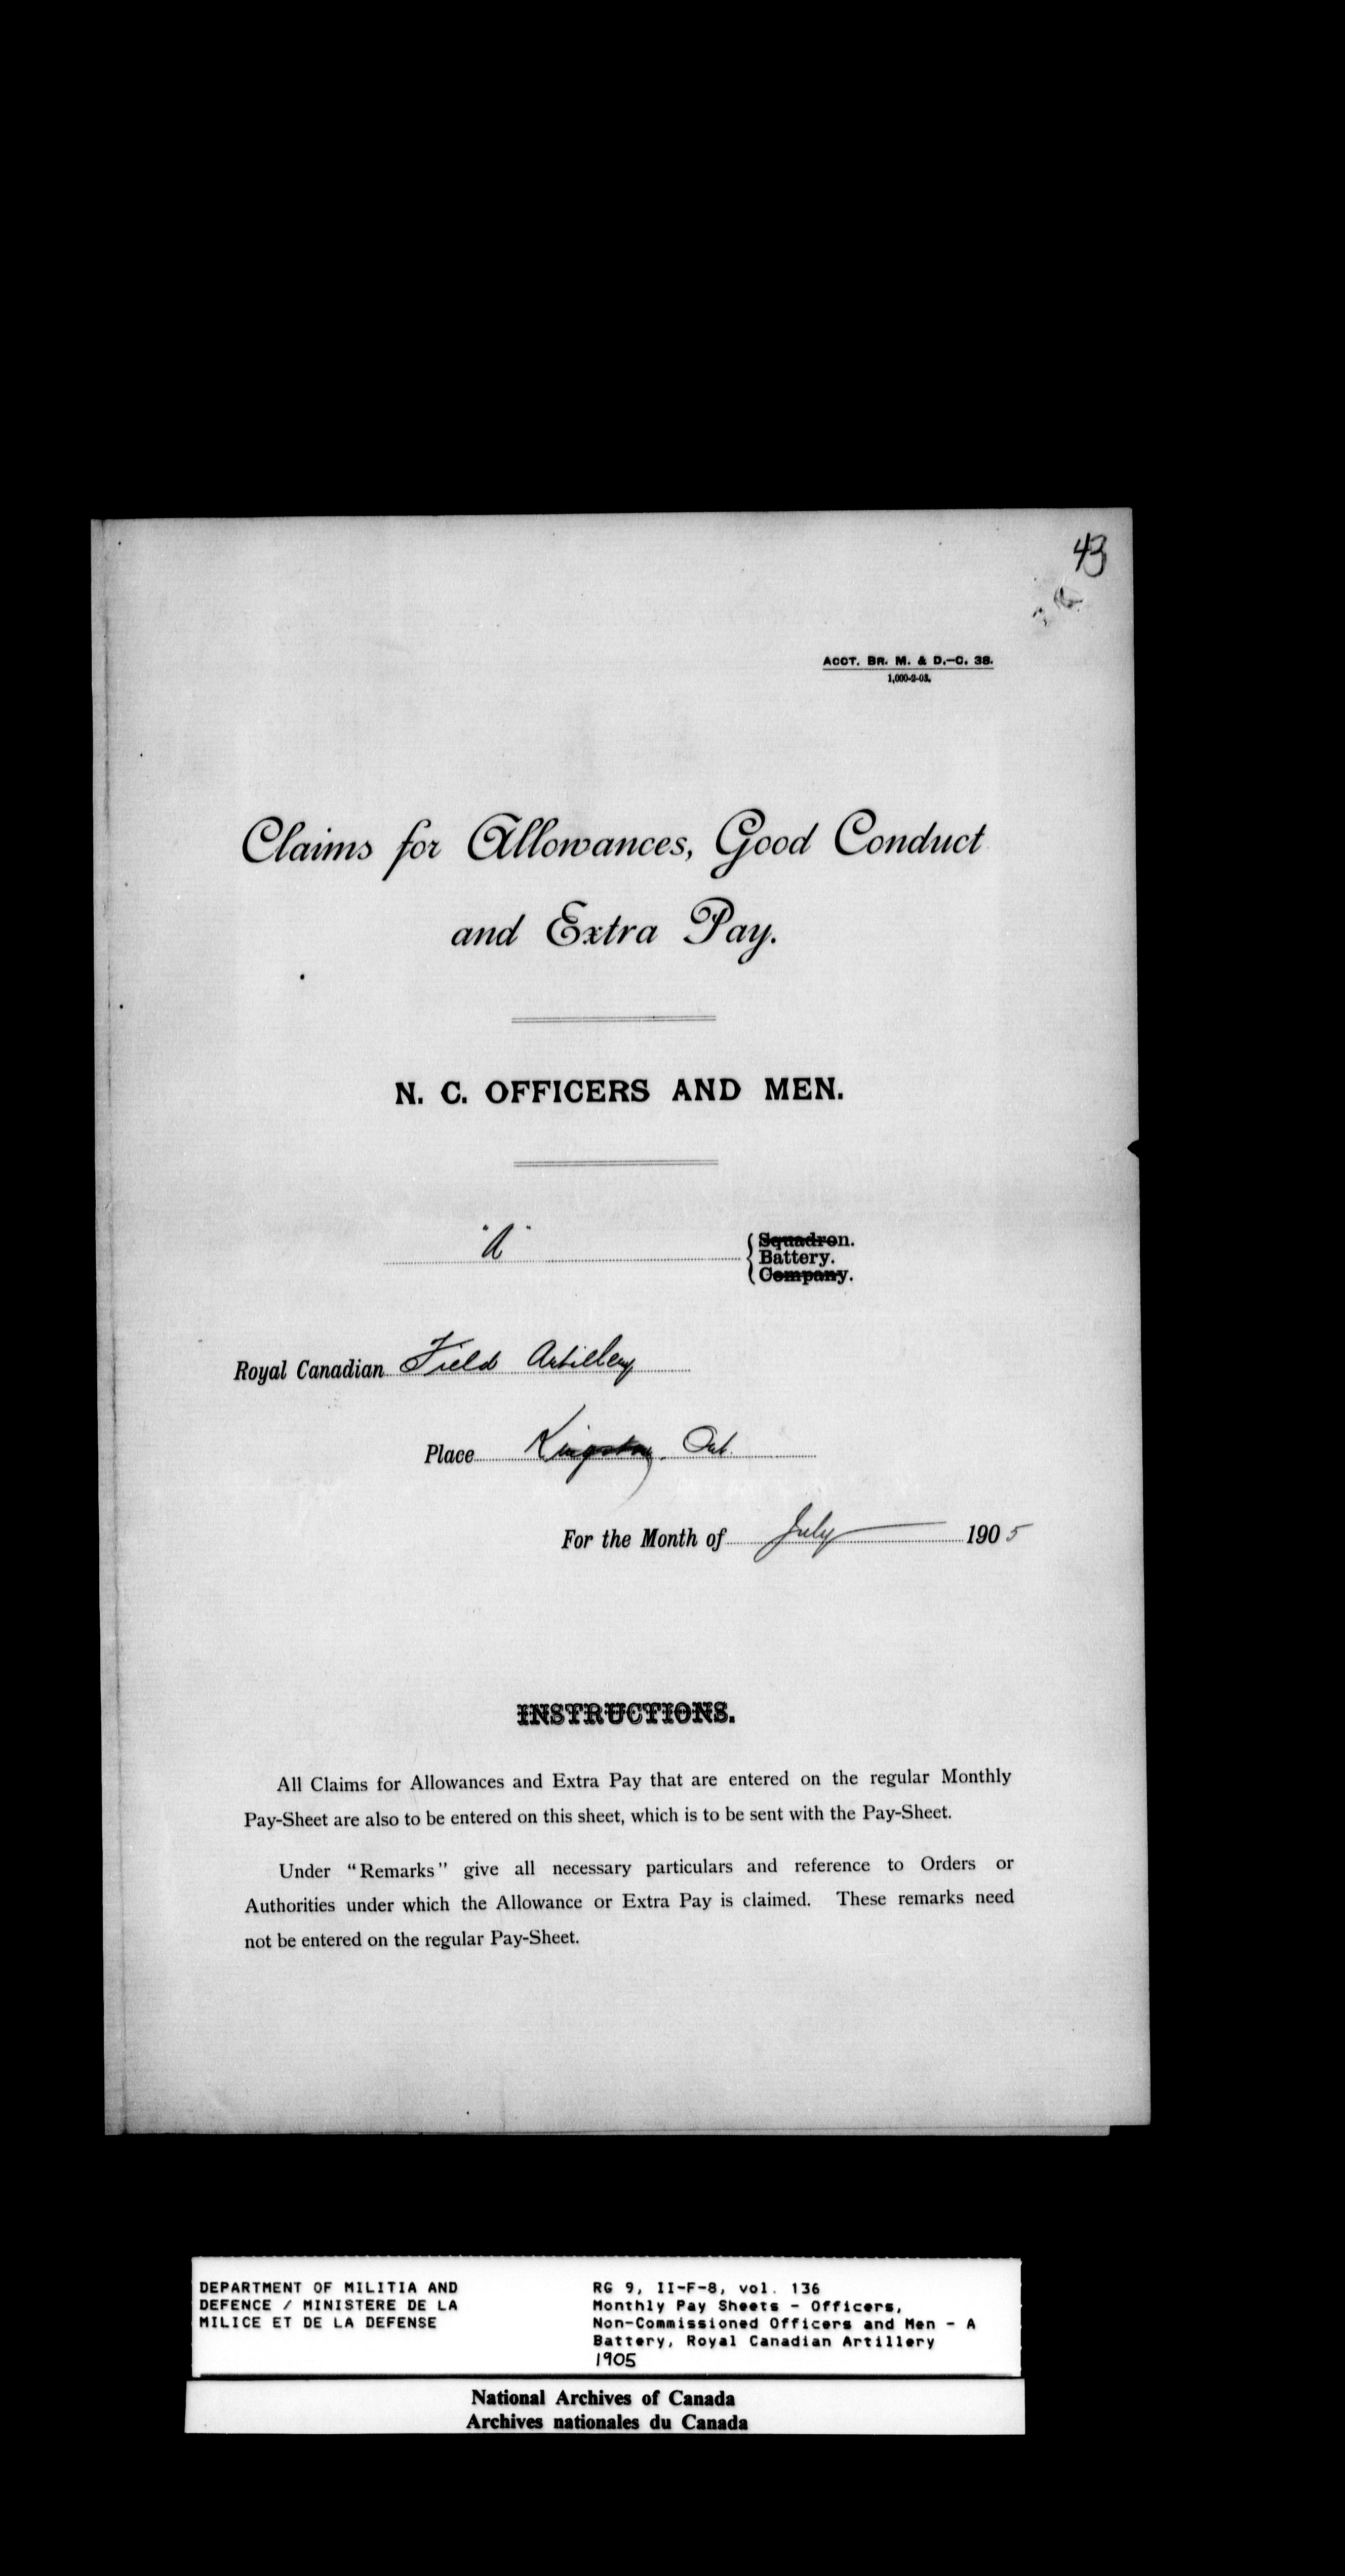 43
ACCT. BR. M. & D.—C. 38.
1,000-2-03.
Claims for Allowances, Good Conduct
and Extra Pay.
N. C. OFFICERS AND MEN.
"A" { Squadron. Battery. Company.
Royal Canadian Field Artillery
Place Kingston, Ont.
For the Month of July 1905
INSTRUCTIONS.
All Claims for Allowances and Extra Pay that are entered on the regular Monthly
Pay-Sheet are also to be entered on this sheet, which is to be sent with the Pay-Sheet.
Under "Remarks" give all necessary particulars and reference to Orders or
Authorities under which the Allowance or Extra Pay is claimed. These remarks need
not be entered on the regular Pay-Sheet.
DEPARTMENT OF MILITIA AND
DEFENCE / MINISTERE DE LA
MILICE ET DE LA DEFENSE
RG 9, II-F-8, vol. 136
Monthly Pay Sheets - Officers,
Non-Commissioned Officers and Men - A
Battery, Royal Canadian Artillery
1905
National Archives of Canada
Archives nationales du Canada